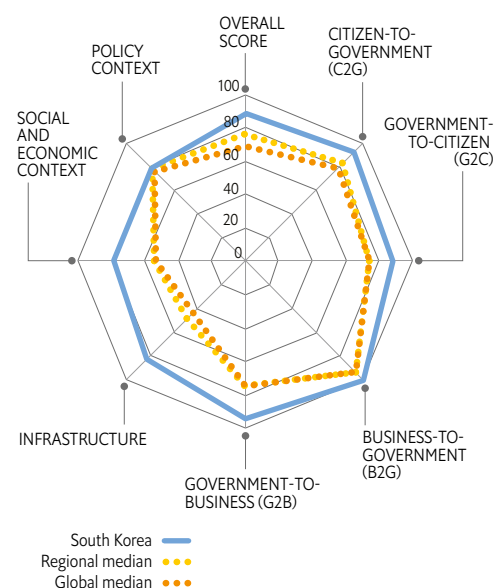 OVERALL
SCORE
CITIZEN-TO-
GOVERNMENT
(C2G)
GOVERNMENT-
TO-CITIZEN
(G2C)
BUSINESS-TO-
GOVERNMENT
(B2G)
GOVERNMENT-TO-
BUSINESS (G2B)
INFRASTRUCTURE
SOCIAL
AND
ECONOMIC
CONTEXT
POLICY
CONTEXT
100
80
60
40
20
0
South Korea
Regional median
Global median